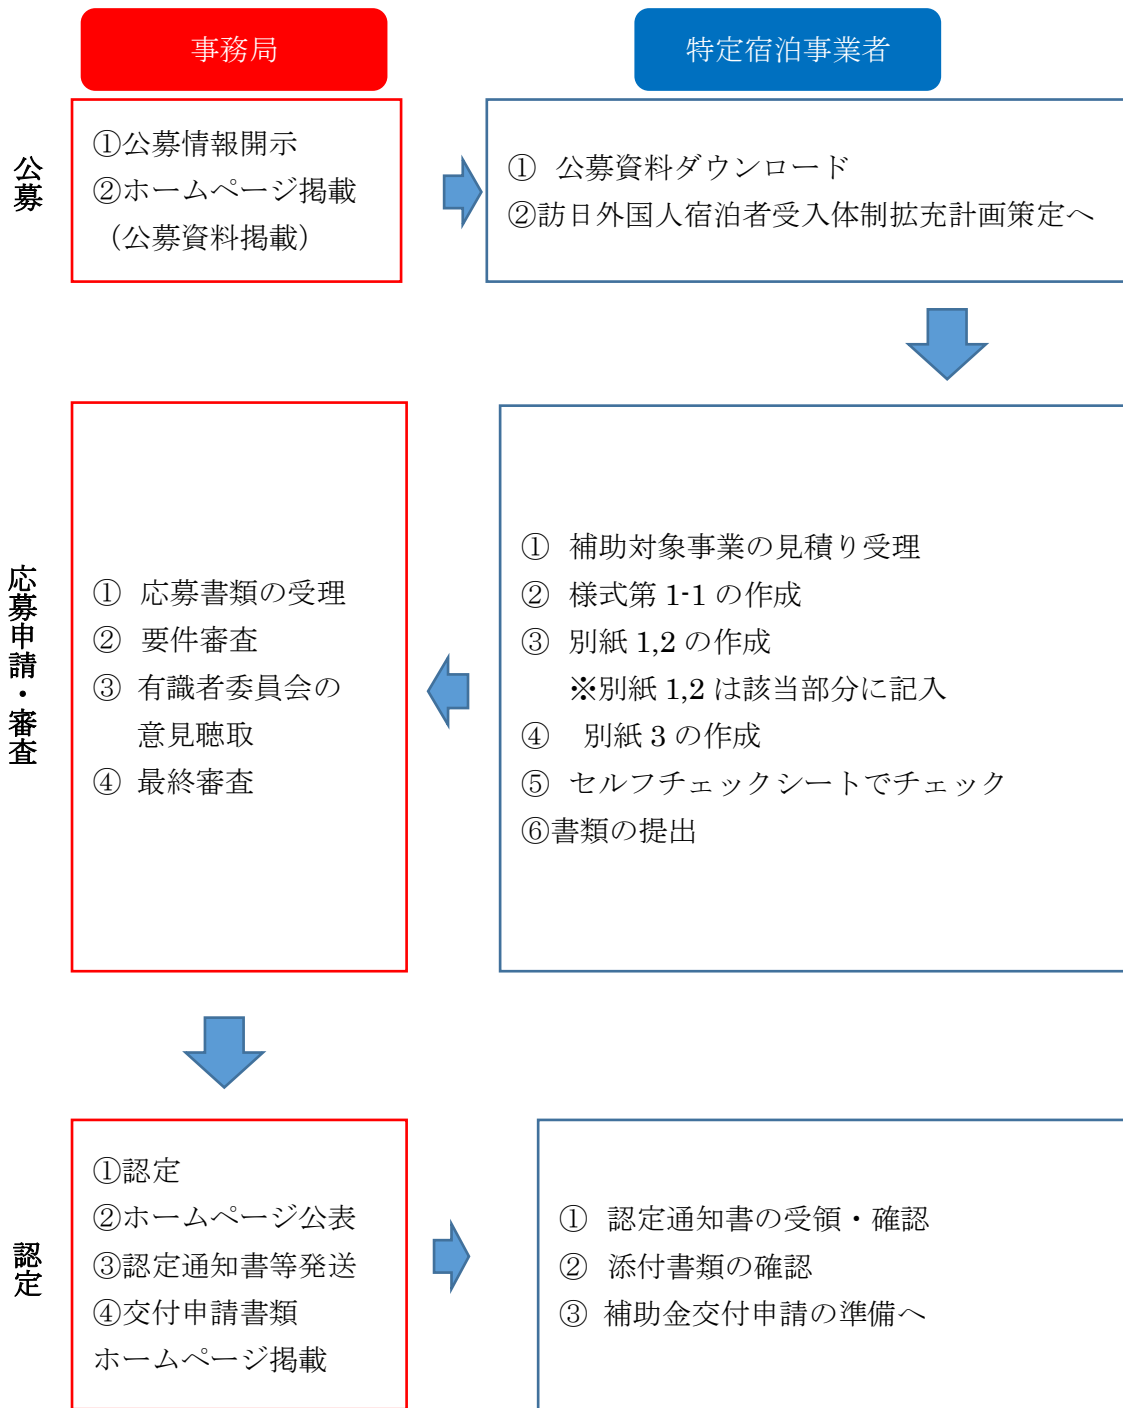 事務局
特定宿泊事業者
公募
①公募情報開示
②ホームページ掲載
（公募資料掲載）
① 公募資料ダウンロード
②訪日外国人宿泊者受入体制拡充計画策定へ
応募申請・審査
① 応募書類の受理
② 要件審査
③ 有識者委員会の
意見聴取
④ 最終審査
① 補助対象事業の見積り受理
② 様式第 1-1 の作成
③ 別紙 1,2 の作成
※別紙 1,2 は該当部分に記入
④ 別紙 3 の作成
⑤ セルフチェックシートでチェック
⑥書類の提出
認定
①認定
②ホームページ公表
③認定通知書等発送
④交付申請書類
ホームページ掲載
① 認定通知書の受領・確認
② 添付書類の確認
③ 補助金交付申請の準備へ